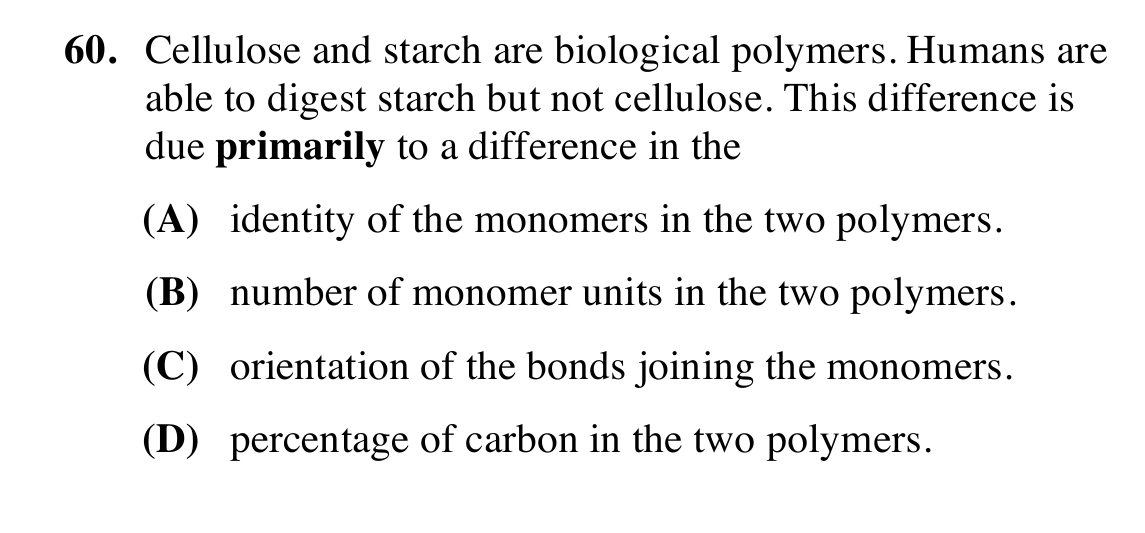 60. Cellulose and starch are biological polymers. Humans are
able to digest starch but not cellulose. This difference is
due primarily to a difference in the
(A) identity of the monomers in the two polymers.
(B) number of monomer units in the two polymers.
(C) orientation of the bonds joining the monomers.
(D) percentage of carbon in the two polymers.